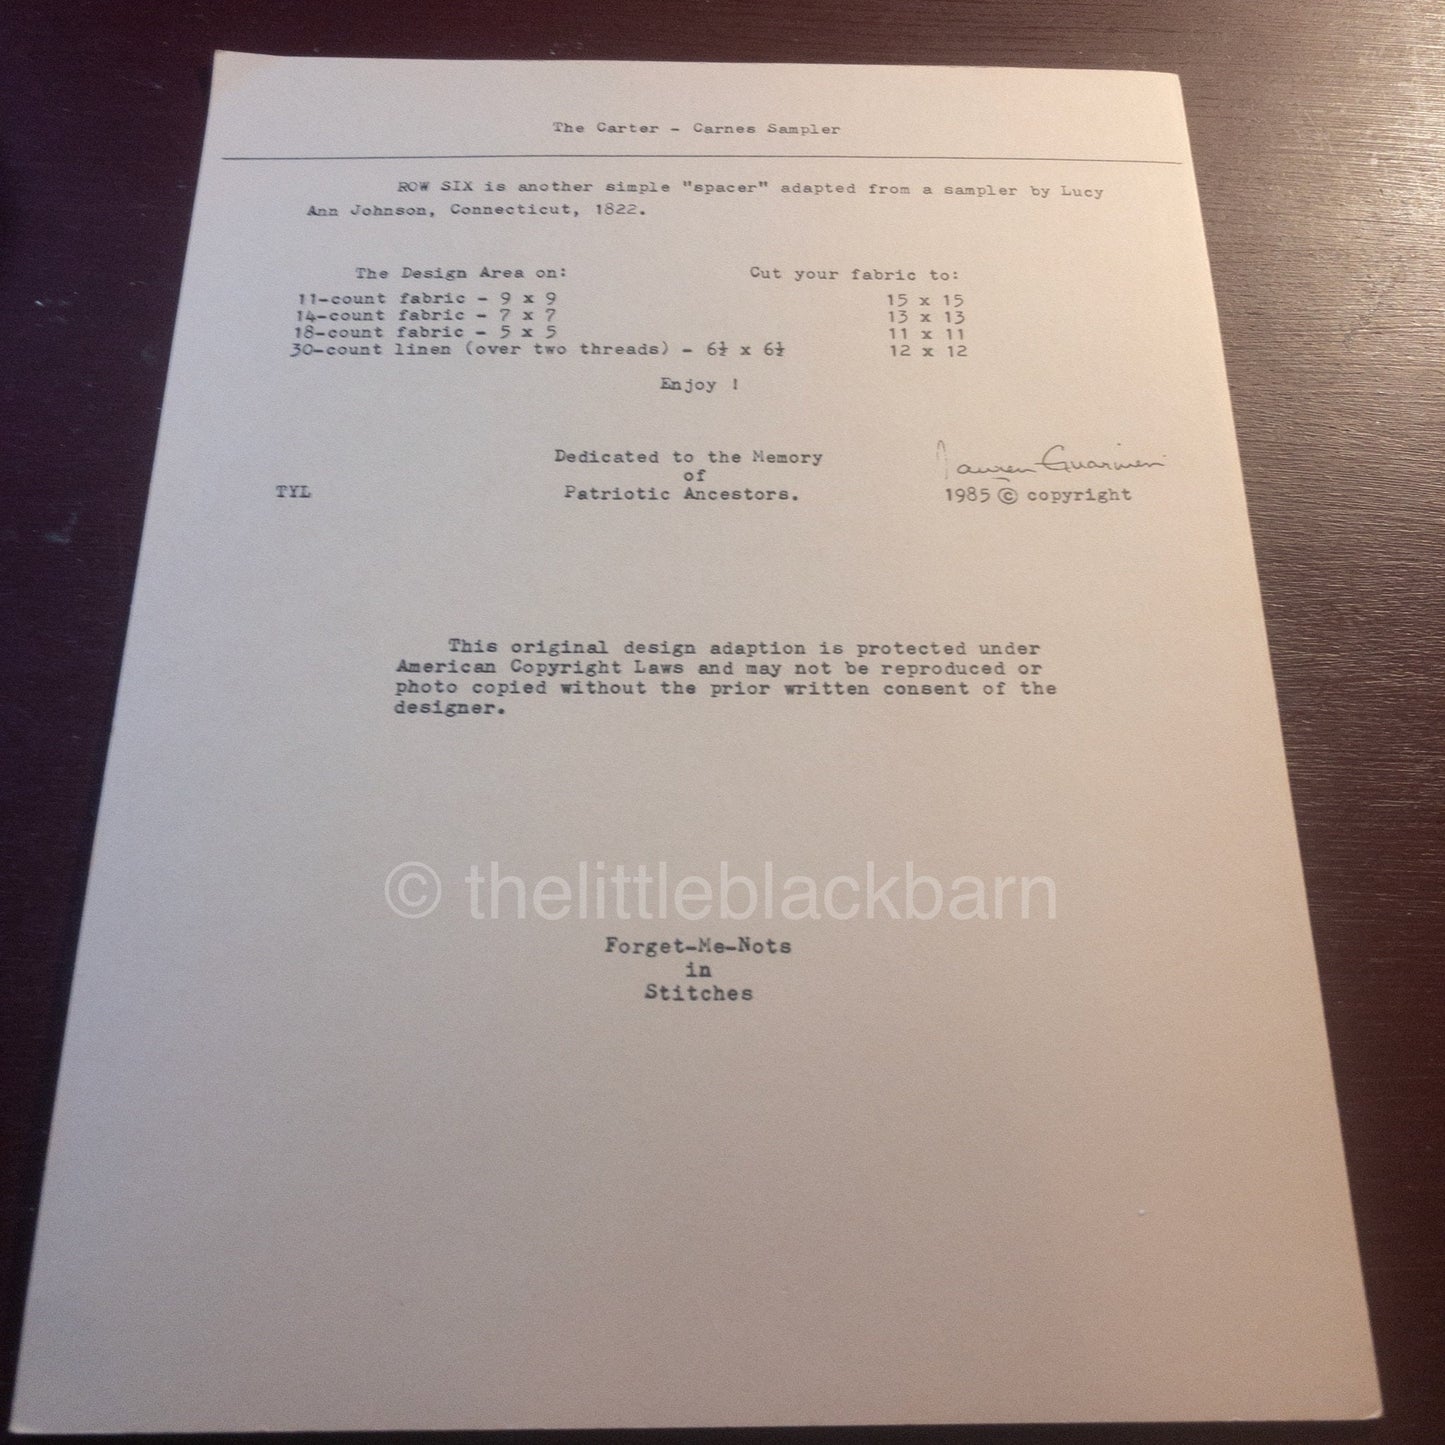 The Carter - Carnes Sampler
ROW SIX is another simple "spacer" adapted from a sampler by Lucy
Ann Johnson, Connecticut, 1822.
The Design Area on: Cut your fabric to:
11-count fabric - 9 x 9 15 x 15
14-count fabric - 7 x 7 13 x 13
18-count fabric - 5 x 5 11 x 11
30-count linen (over two threads) - 6½ x 6½ 12 x 12
Enjoy !
Dedicated to the Memory
of
Patriotic Ancestors.
TYL
Lauren Guarnieri
1985 © copyright
This original design adaption is protected under
American Copyright Laws and may not be reproduced or
photo copied without the prior written consent of the
designer.
© thelittleblackbarn
Forget-Me-Nots
in
Stitches